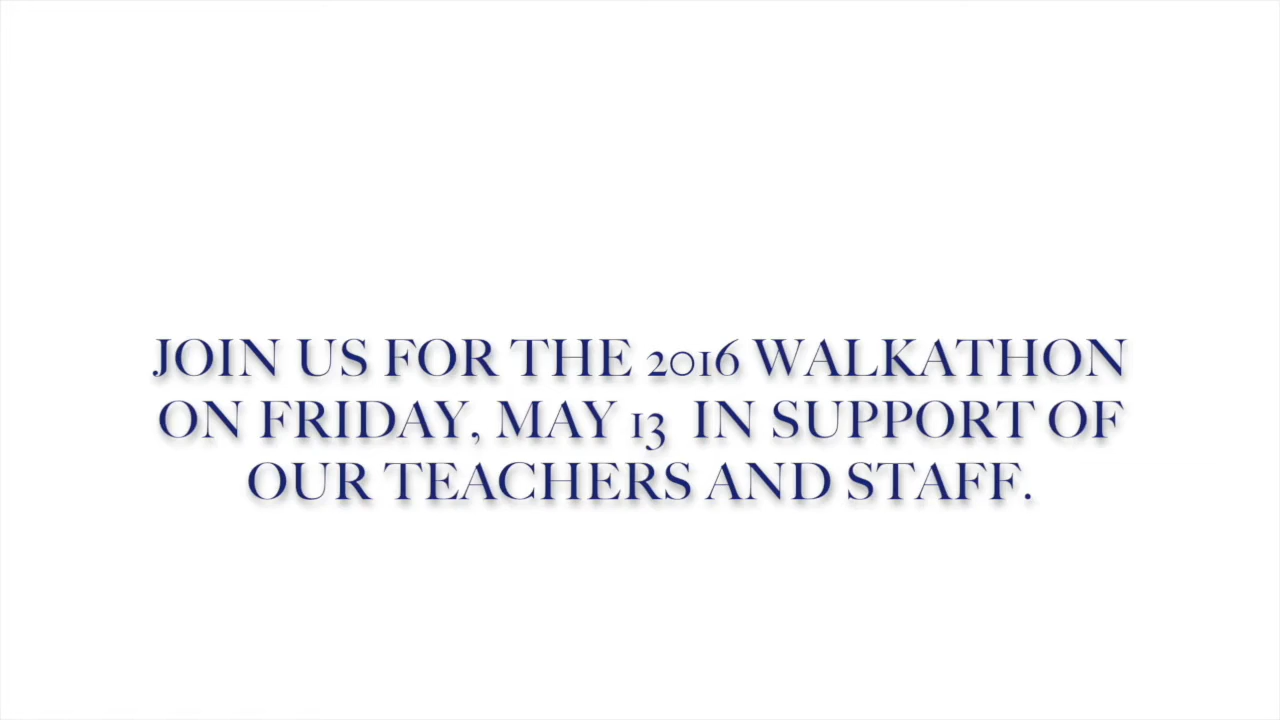 JOIN US FOR THE 2016 WALKATHON
ON FRIDAY, MAY 13  IN SUPPORT OF
OUR TEACHERS AND STAFF.